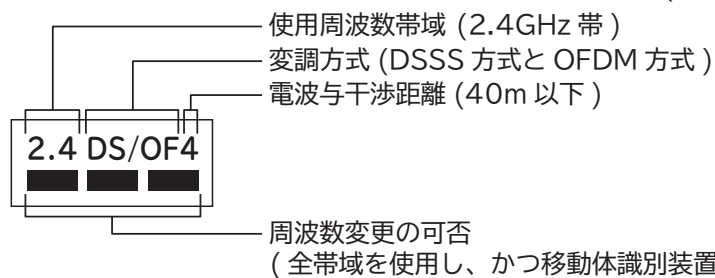 使用周波数帯域 (2.4GHz 帯 )
変調方式 (DSSS 方式と OFDM 方式 )
電波与干渉距離 (40m 以下 )
2.4 DS/OF4
周波数変更の可否
( 全帯域を使用し、かつ移動体識別装置